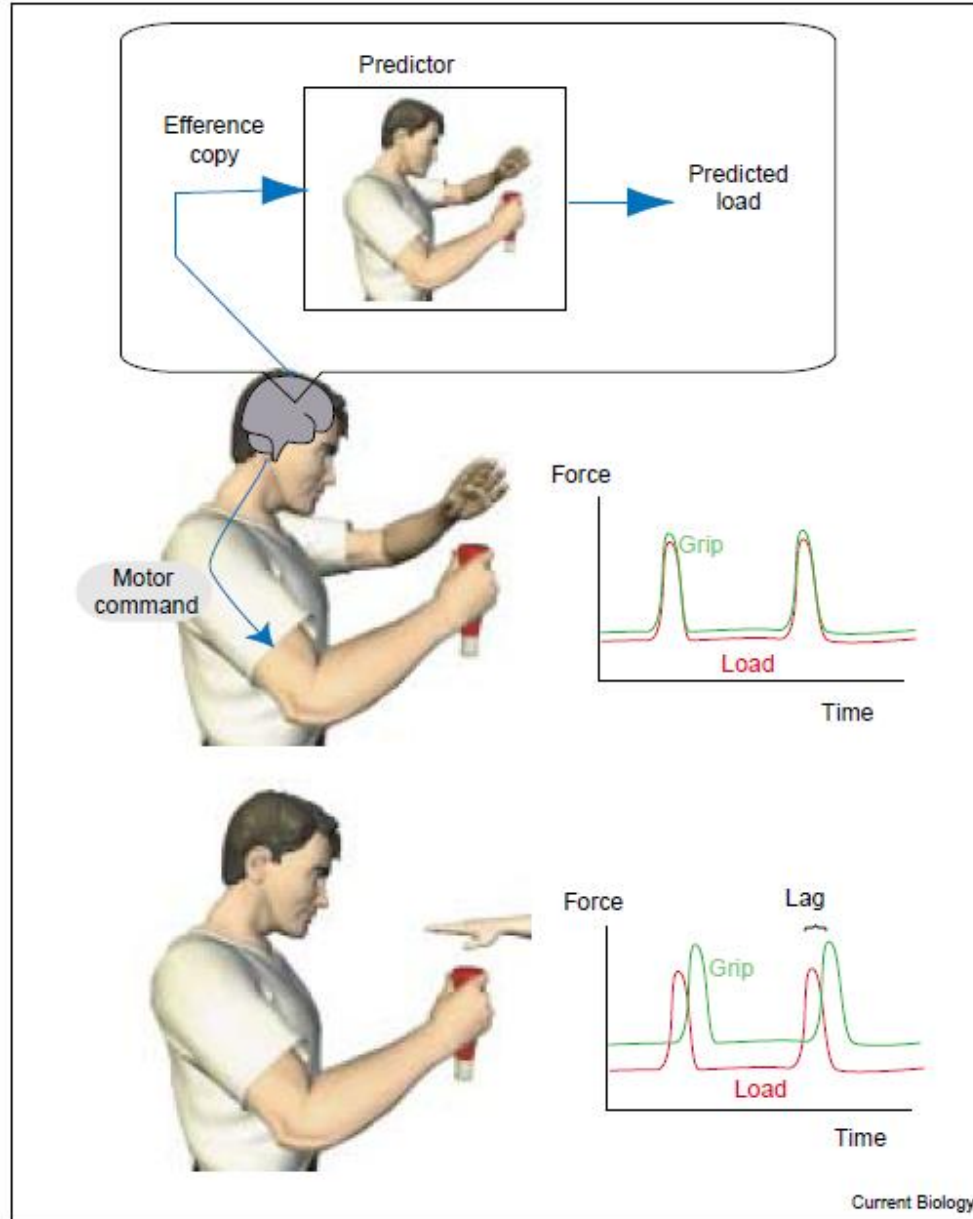 Predictor
Efference
copy
Predicted
load
Motor
command
Force
Grip
Load
Time
Force
Lag
Grip
Load
Time
Current Biology